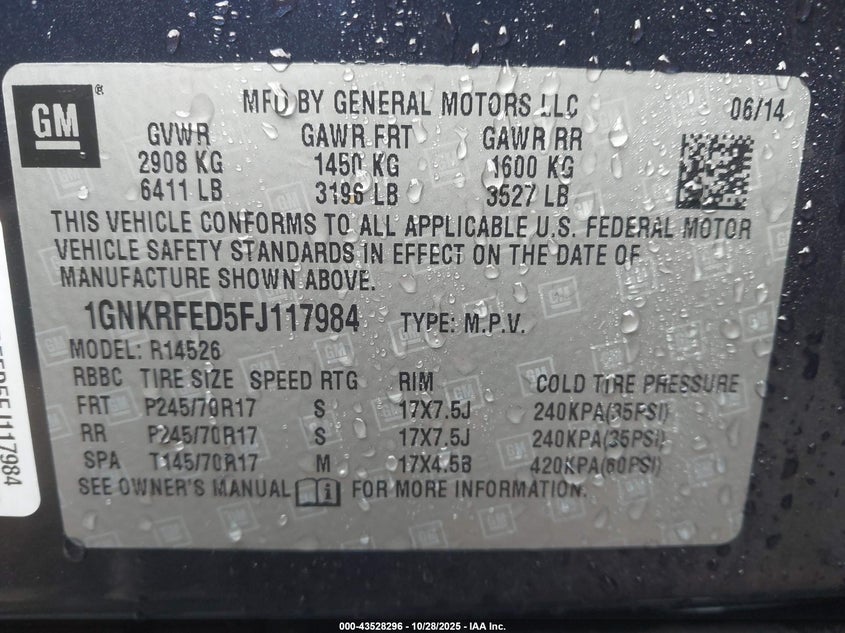 GM®
MFD BY GENERAL MOTORS LLC 06/14
GVWR GAWR FRT GAWR RR
2908 KG 1450 KG 1600 KG
6411 LB 3196 LB 3527 LB
THIS VEHICLE CONFORMS TO ALL APPLICABLE U.S. FEDERAL MOTOR
VEHICLE SAFETY STANDARDS IN EFFECT ON THE DATE OF
MANUFACTURE SHOWN ABOVE.
1GNKRFED5FJ117984 TYPE: M.P.V.
MODEL: R14526
RBBC TIRE SIZE SPEED RTG RIM COLD TIRE PRESSURE
FRT P245/70R17 S 17X7.5J 240KPA(35PSI)
RR P245/70R17 S 17X7.5J 240KPA(35PSI)
SPA T145/70R17 M 17X4.5B 420KPA(60PSI)
SEE OWNER'S MANUAL FOR MORE INFORMATION.
J117984
000-43528296 - 10/28/2025 - IAA Inc.